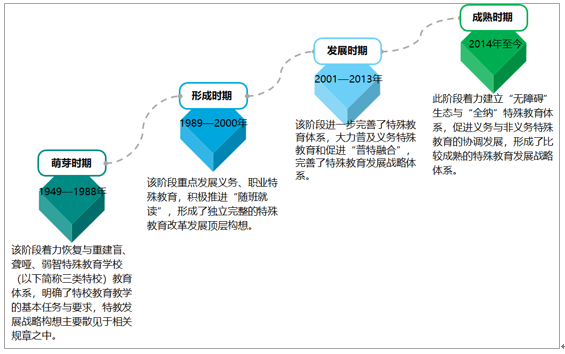 萌芽时期
1949—1988年
该阶段着力恢复与重建盲、
聋哑、弱智特殊教育学校
（以下简称三类特校）教育
体系，明确了特校教育教学
的基本任务与要求，特教发
展战略构想主要散见于相关
规章之中。
形成时期
1989—2000年
该阶段重点发展义务、职业
特殊教育，积极推进“随班就
读”，形成了独立完整的特殊
教育改革发展顶层构想。
发展时期
2001—2013年
该阶段进一步完善了特殊教
育体系，大力普及义务特殊
教育和促进“普特融合”，
完善了特殊教育发展战略体
系。
成熟时期
2014年至今
此阶段着力建立“无障碍”
生态与“全纳”特殊教育体
系，促进义务与非义务特殊
教育的协调发展，形成了比
较成熟的特殊教育发展战略
体系。